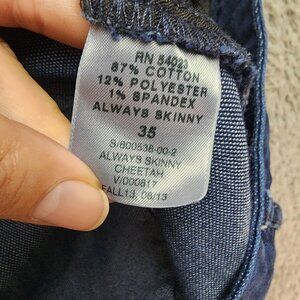 RN 54023
87% COTTON
12% POLYESTER
1% SPANDEX
ALWAYS SKINNY
35
S/600538-00-2
ALWAYS SKINNY
CHEETAH
V/000817
FALL13, 06/13